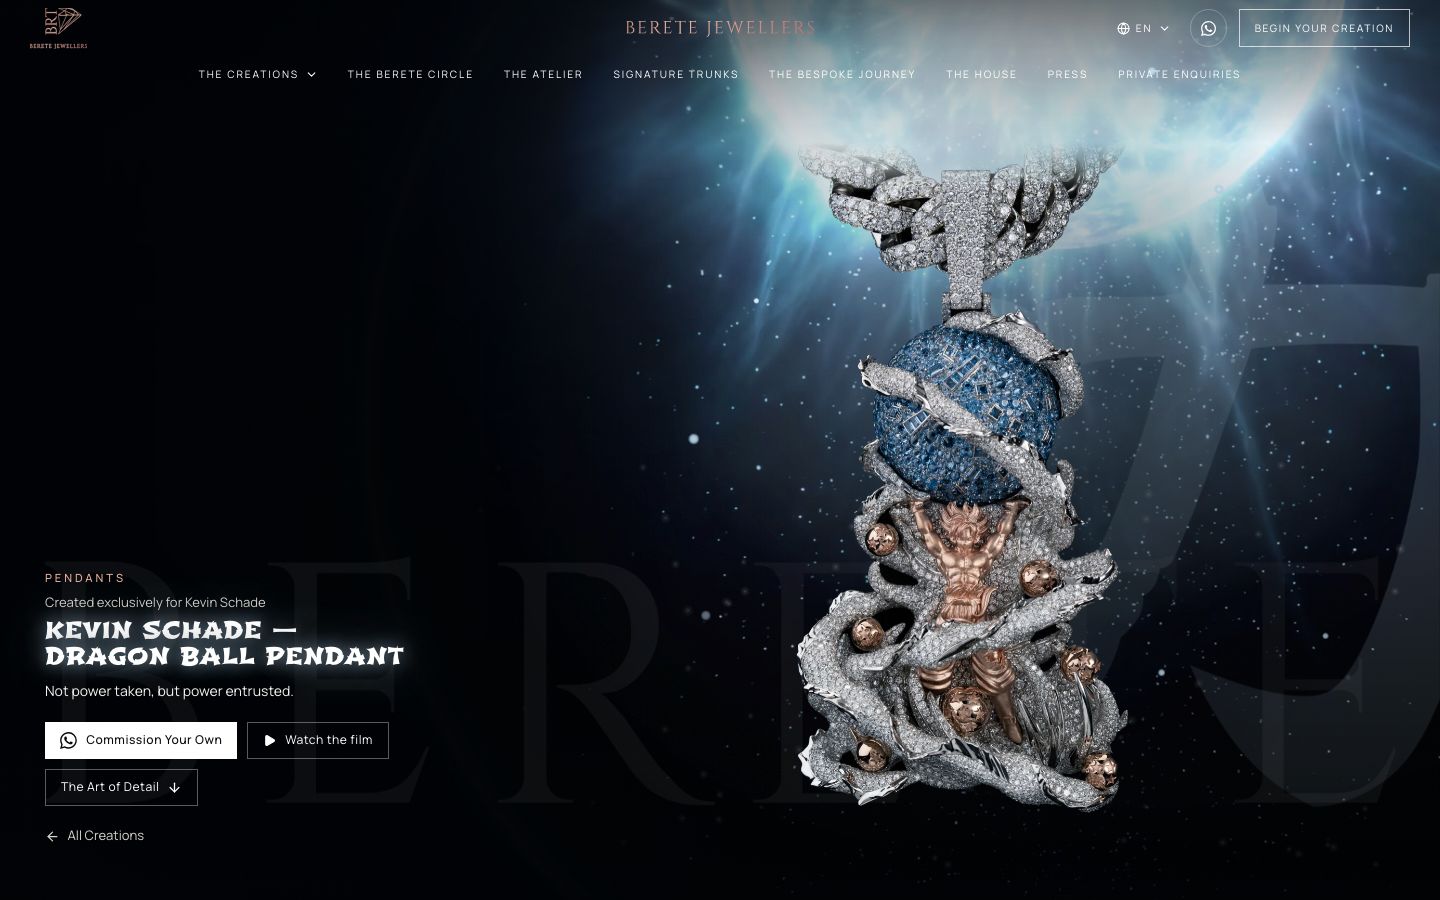 BRT
BERETE JEWELLERS
BERETE JEWELLERS
EN
BEGIN YOUR CREATION
THE CREATIONS
THE BERETE CIRCLE
THE ATELIER
SIGNATURE TRUNKS
THE BESPOKE JOURNEY
THE HOUSE
PRESS
PRIVATE ENQUIRIES
BERETE
PENDANTS
Created exclusively for Kevin Schade
KEVIN SCHADE —
DRAGON BALL PENDANT
Not power taken, but power entrusted.
Commission Your Own
Watch the film
The Art of Detail
All Creations